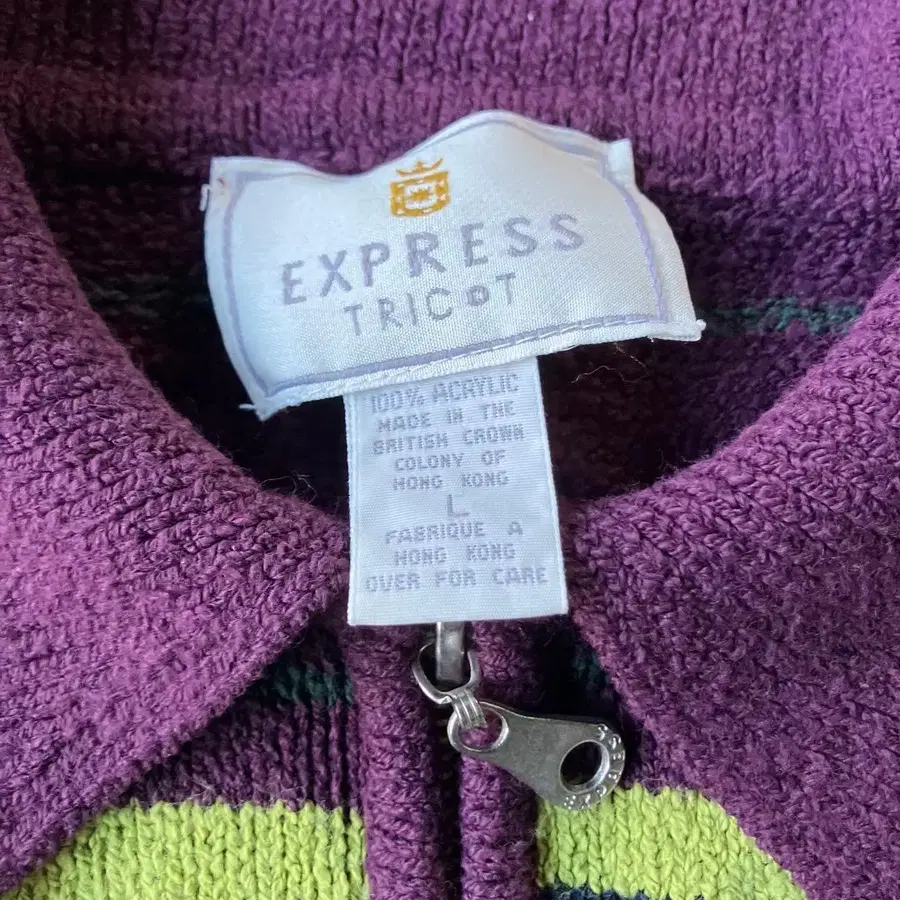 EXPRESS
TRICOT
100% ACRYLIC
MADE IN THE
BRITISH CROWN
COLONY OF
HONG KONG
L
FABRIQUE A
HONG KONG
OVER FOR CARE